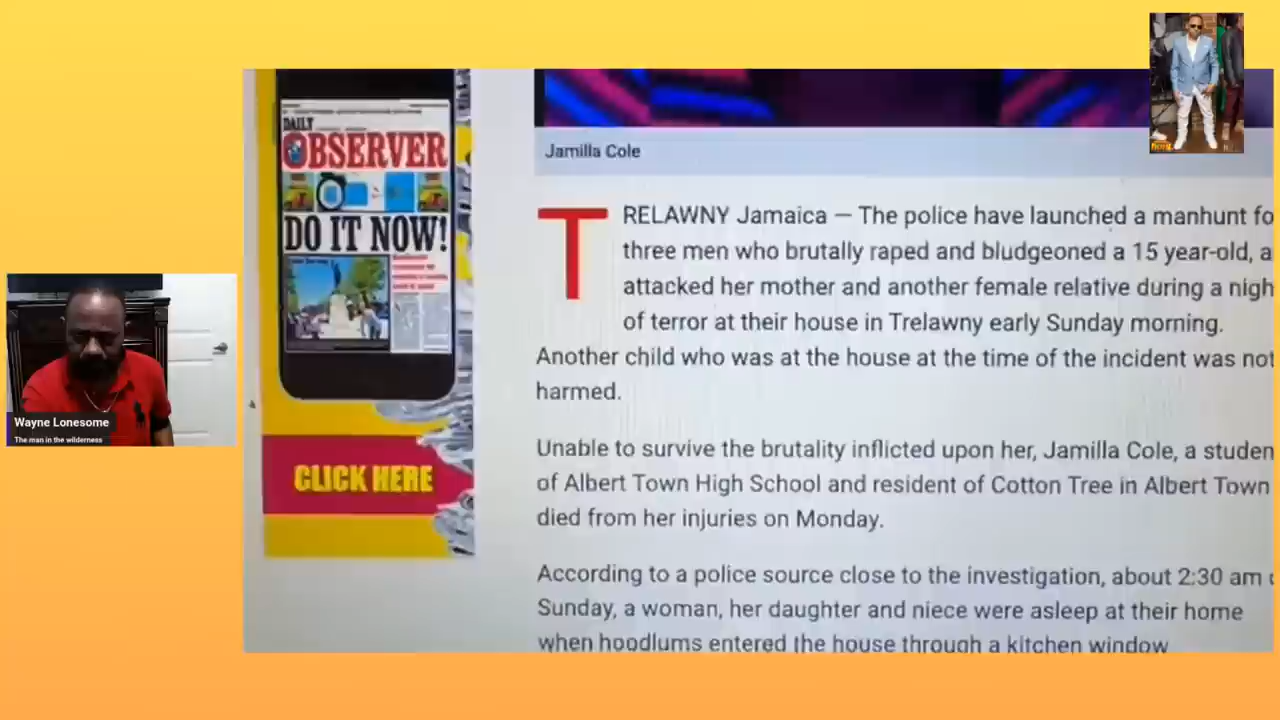 DAILY
OBSERVER
DO IT NOW!
CLICK HERE
Jamilla Cole
TRELAWNY Jamaica — The police have launched a manhunt fo
three men who brutally raped and bludgeoned a 15 year-old, a
attacked her mother and another female relative during a nigh
of terror at their house in Trelawny early Sunday morning.
Another child who was at the house at the time of the incident was not
harmed.
Unable to survive the brutality inflicted upon her, Jamilla Cole, a studen
of Albert Town High School and resident of Cotton Tree in Albert Town
died from her injuries on Monday.
According to a police source close to the investigation, about 2:30 am
Sunday, a woman, her daughter and niece were asleep at their home
when hoodlums entered the house through a kitchen window
Wayne Lonesome
The man in the wilderness